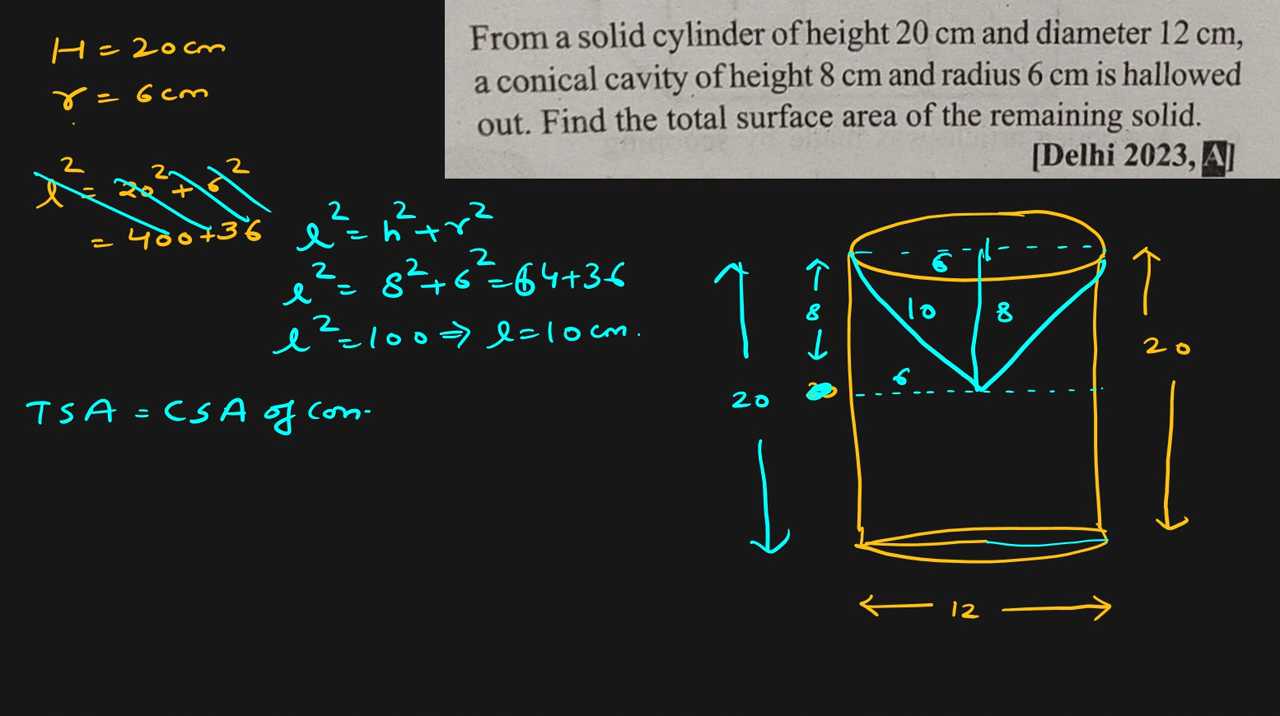 From a solid cylinder of height 20 cm and diameter 12 cm,
a conical cavity of height 8 cm and radius 6 cm is hallowed
out. Find the total surface area of the remaining solid.
[Delhi 2023, A]
H = 20 cm
r = 6 cm
l² = 20² + 6²
= 400 + 36
l² = h² + r²
l² = 8² + 6² = 64 + 36
l² = 100 ⇒ l = 10 cm.
TSA = CSA of con
6
10
8
8
6
20
20
12